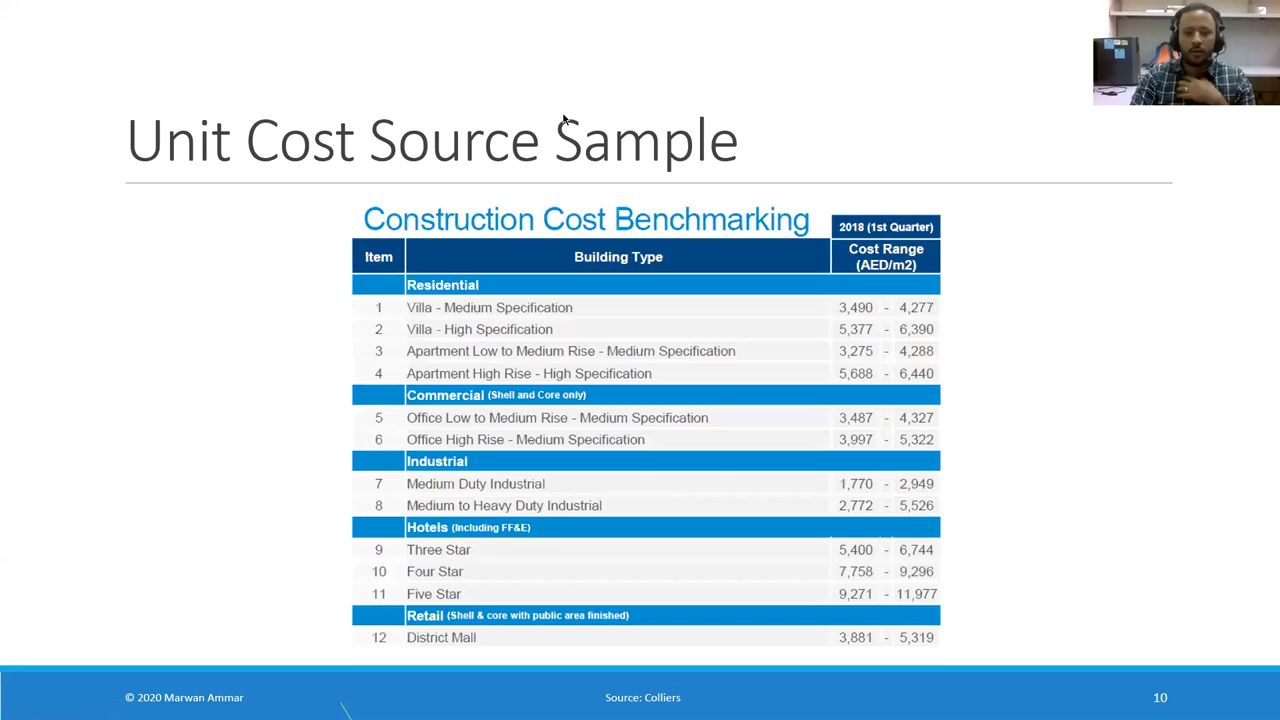 Unit Cost Source Sample
Construction Cost Benchmarking
2018 (1st Quarter)
Item Building Type Cost Range (AED/m2)
Residential
1 Villa - Medium Specification 3,490 - 4,277
2 Villa - High Specification 5,377 - 6,390
3 Apartment Low to Medium Rise - Medium Specification 3,275 - 4,288
4 Apartment High Rise - High Specification 5,688 - 6,440
Commercial (Shell and Core only)
5 Office Low to Medium Rise - Medium Specification 3,487 - 4,327
6 Office High Rise - Medium Specification 3,997 - 5,322
Industrial
7 Medium Duty Industrial 1,770 - 2,949
8 Medium to Heavy Duty Industrial 2,772 - 5,526
Hotels (Including FF&E)
9 Three Star 5,400 - 6,744
10 Four Star 7,758 - 9,296
11 Five Star 9,271 - 11,977
Retail (Shell & core with public area finished)
12 District Mall 3,881 - 5,319
© 2020 Marwan Ammar Source: Colliers 10